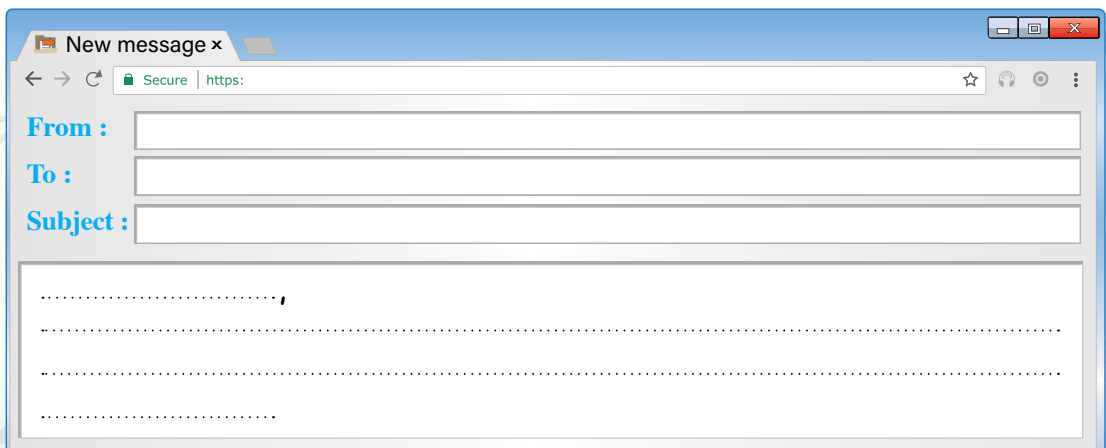 New message ×
Secure | https:
From :
To :
Subject :
.............................,
................................................................................................................................
................................................................................................................................
.............................